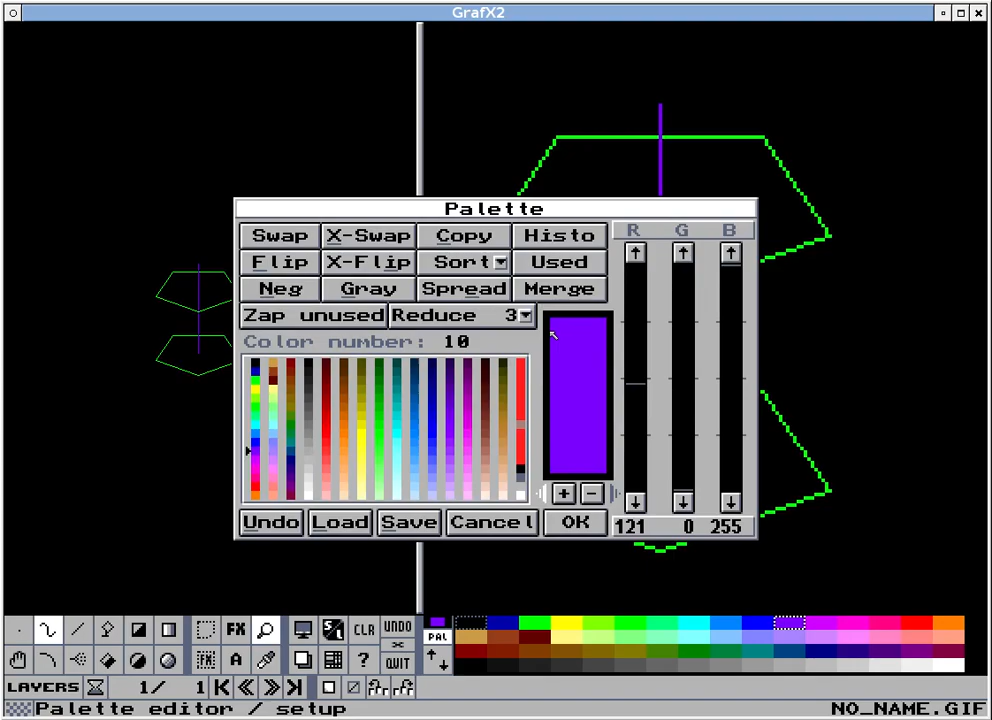 GrafX2
Palette
Swap X-Swap Copy Histo R G B
Flip X-Flip Sort Used
Neg Gray Spread Merge
Zap unused Reduce 3
Color number: 10
+ -
Undo Load Save Cancel OK 121 0 255
FX CLR UNDO PAL
A ? QUIT
LAYERS 1/ 1
Palette editor / setup NO_NAME.GIF